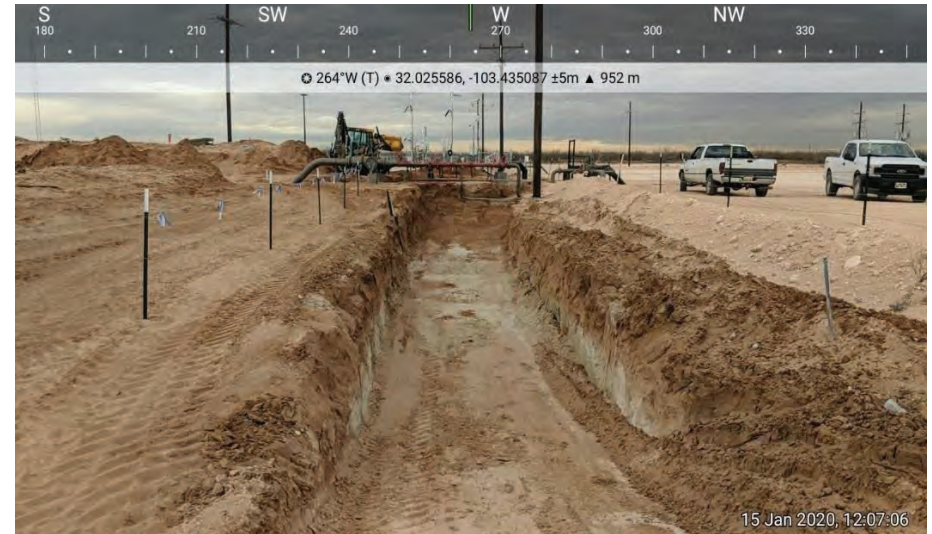 S SW W NW
180 210 240 270 300 330
264°W (T) 32.025586, -103.435087 ±5m ▲ 952 m
15 Jan 2020, 12:07:06